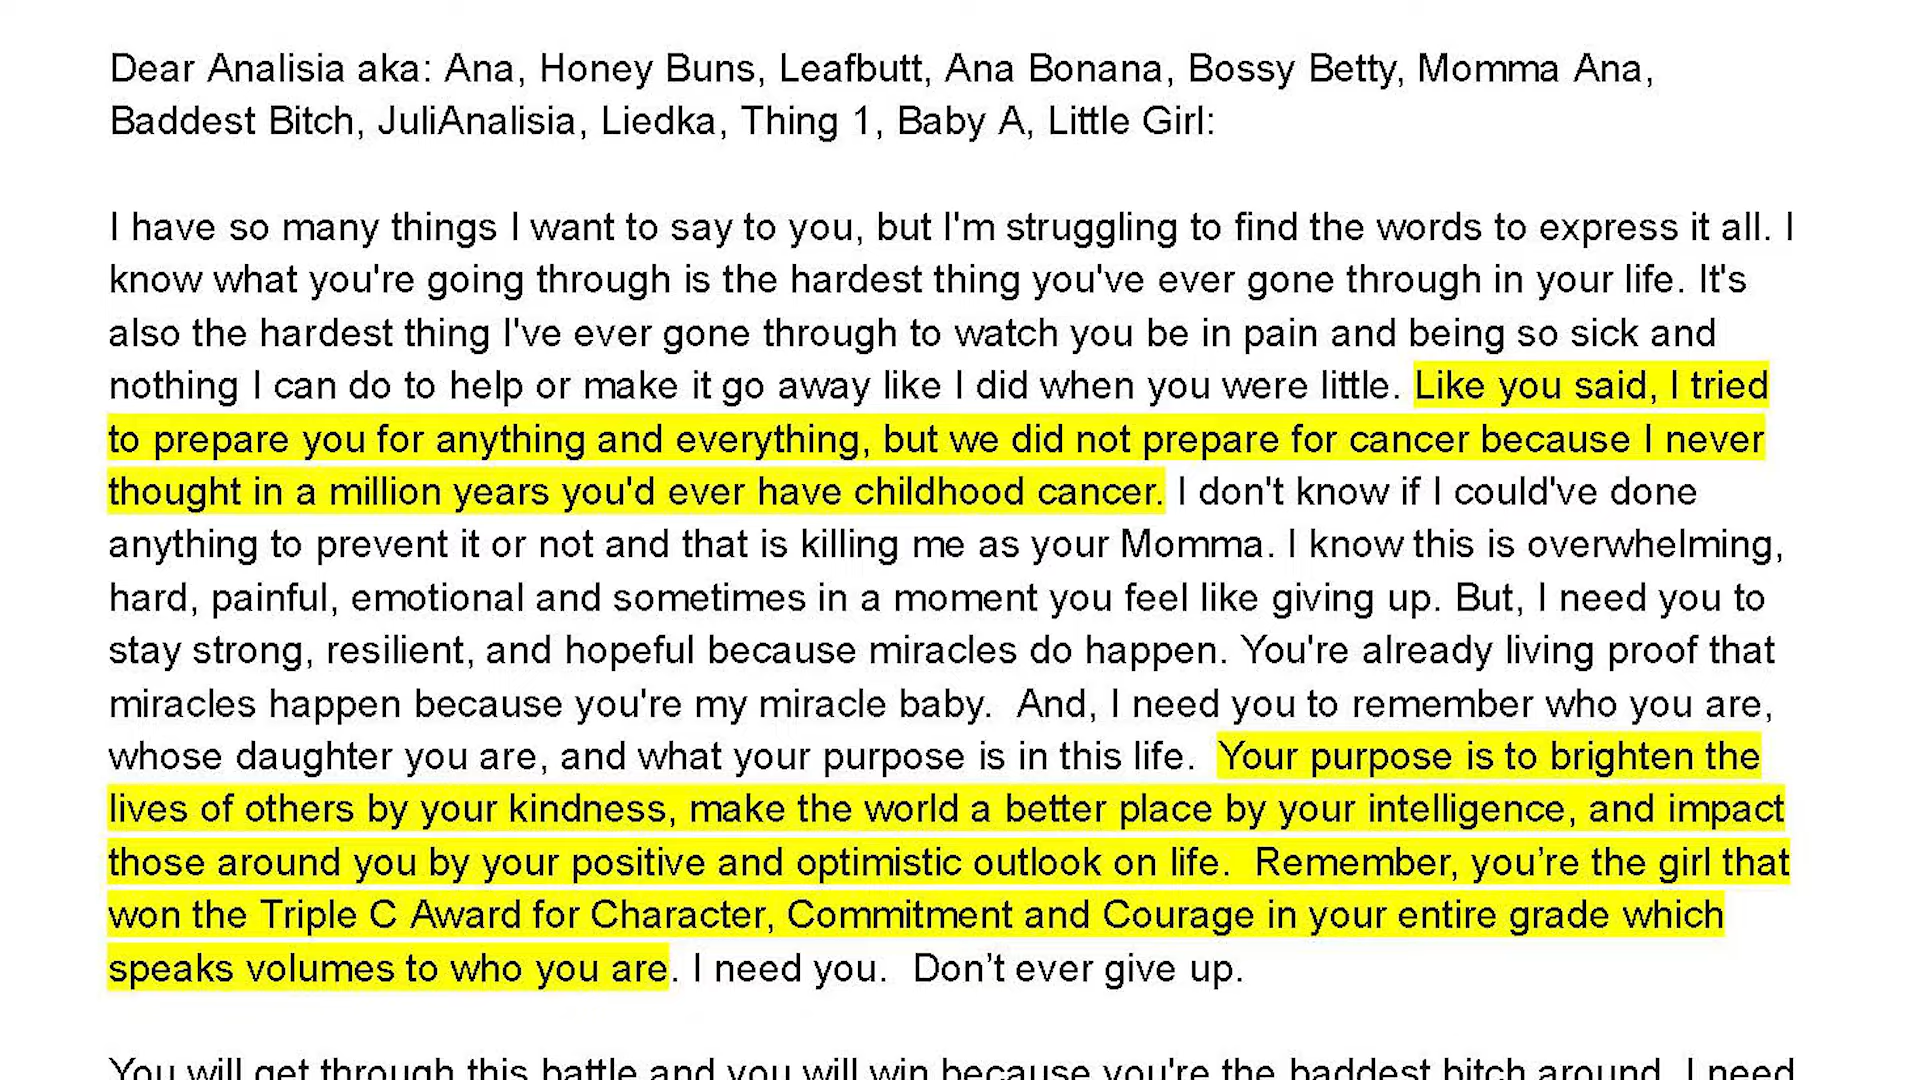 Dear Analisia aka: Ana, Honey Buns, Leafbutt, Ana Bonana, Bossy Betty, Momma Ana,
Baddest Bitch, JuliAnalisia, Liedka, Thing 1, Baby A, Little Girl:
I have so many things I want to say to you, but I'm struggling to find the words to express it all. I
know what you're going through is the hardest thing you've ever gone through in your life. It's
also the hardest thing I've ever gone through to watch you be in pain and being so sick and
nothing I can do to help or make it go away like I did when you were little. Like you said, I tried
to prepare you for anything and everything, but we did not prepare for cancer because I never
thought in a million years you'd ever have childhood cancer. I don't know if I could've done
anything to prevent it or not and that is killing me as your Momma. I know this is overwhelming,
hard, painful, emotional and sometimes in a moment you feel like giving up. But, I need you to
stay strong, resilient, and hopeful because miracles do happen. You're already living proof that
miracles happen because you're my miracle baby.  And, I need you to remember who you are,
whose daughter you are, and what your purpose is in this life.  Your purpose is to brighten the
lives of others by your kindness, make the world a better place by your intelligence, and impact
those around you by your positive and optimistic outlook on life.  Remember, you’re the girl that
won the Triple C Award for Character, Commitment and Courage in your entire grade which
speaks volumes to who you are. I need you.  Don’t ever give up.
You will get through this battle and you will win because you're the baddest bitch around. I need